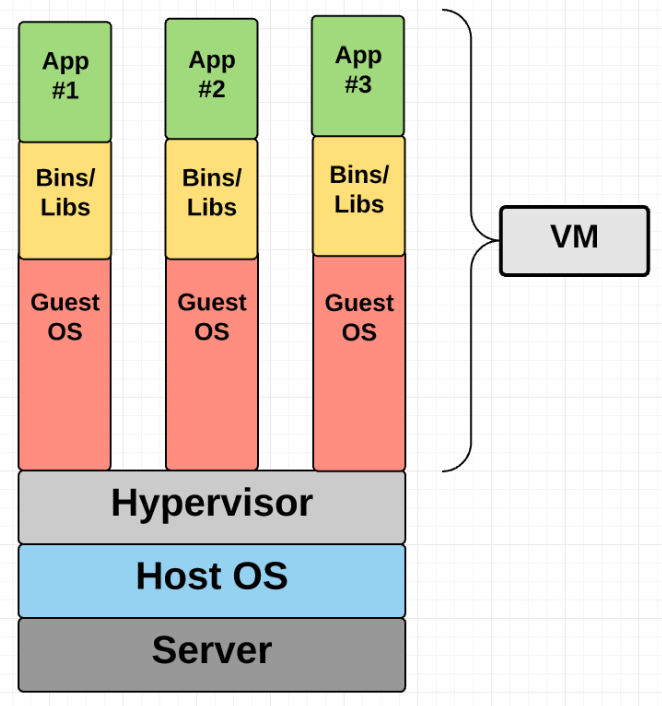 App
#1
App
#2
App
#3
Bins/
Libs
Bins/
Libs
Bins/
Libs
VM
Guest
OS
Guest
OS
Guest
OS
Hypervisor
Host OS
Server